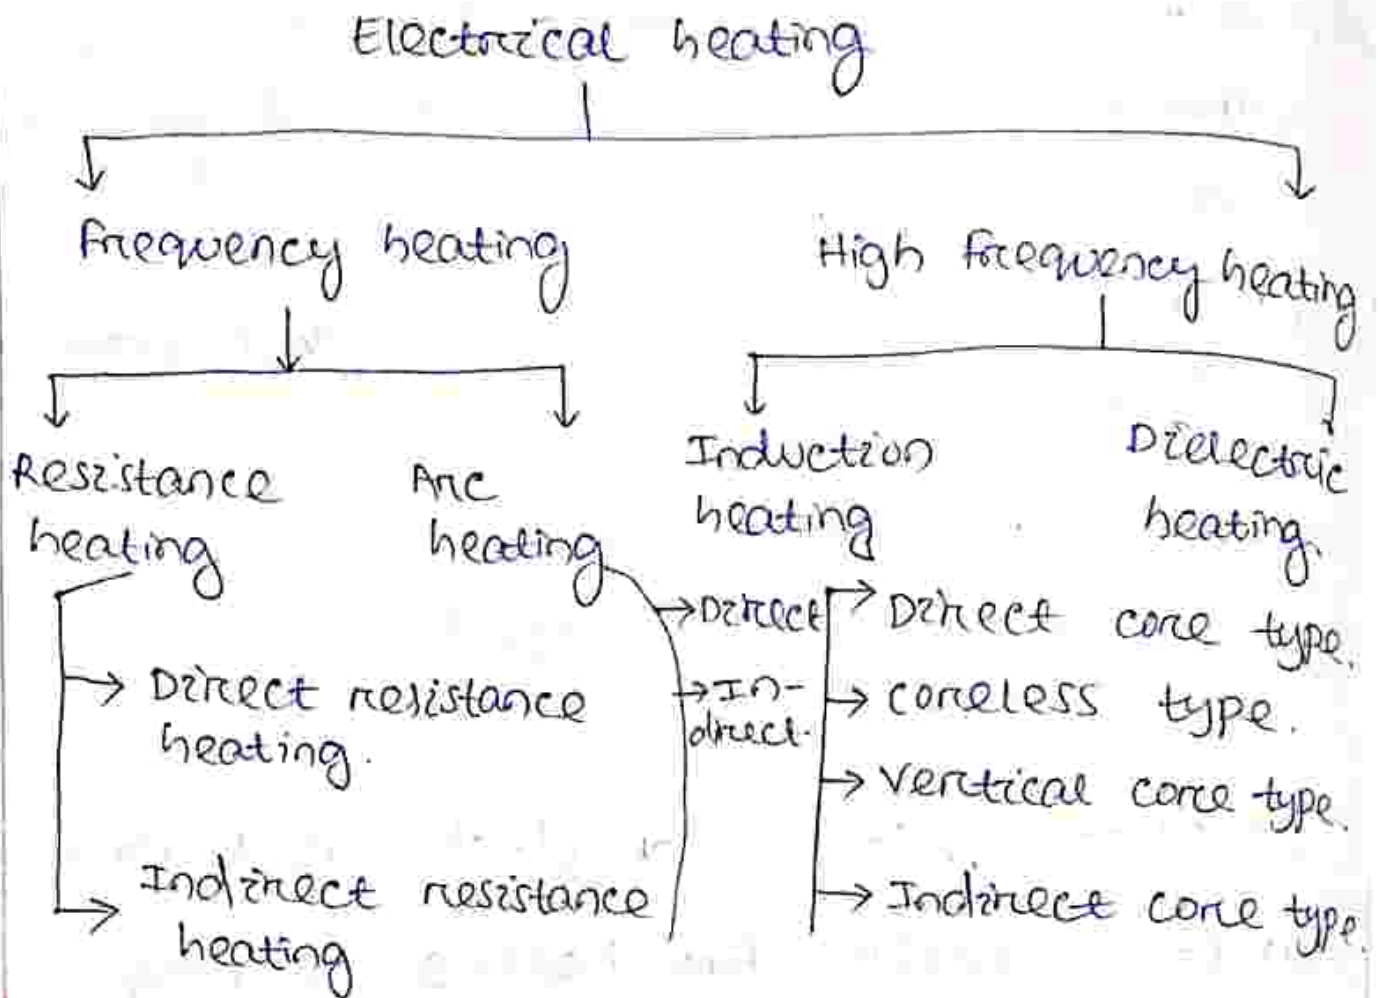 Electrical heating
Frequency heating
High frequency heating
Resistance
heating
Arc
heating
Induction
heating
Dielectric
heating.
Direct resistance
heating.
Indirect resistance
heating
Direct
In-
direct.
Direct core type.
coreless type.
Vertical core type.
Indirect core type.